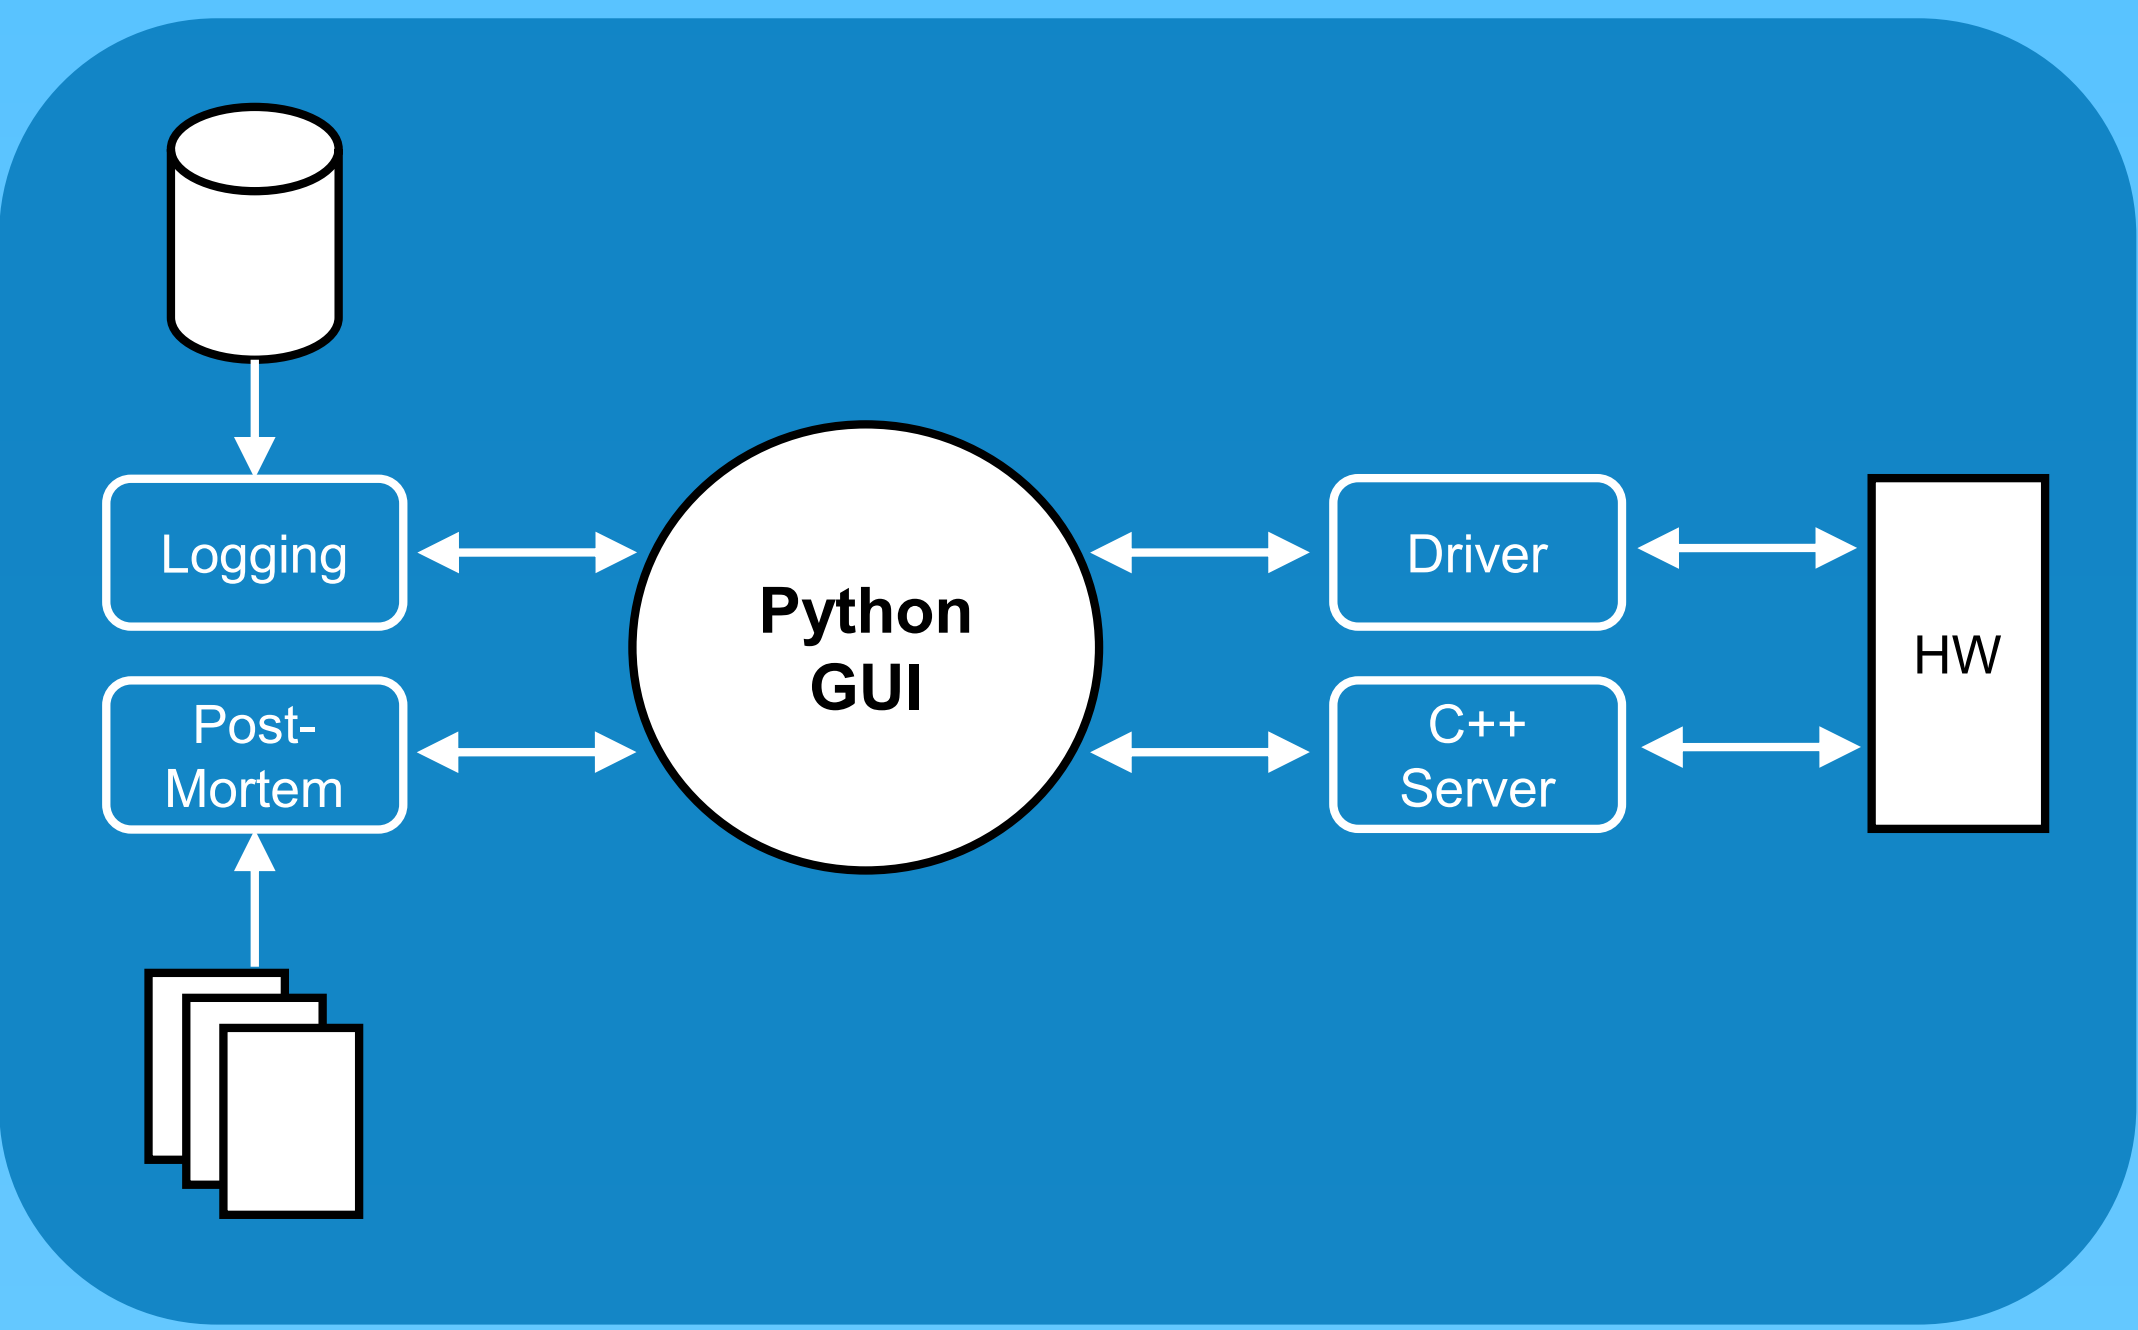 Logging
Post-
Mortem
Python
GUI
Driver
C++
Server
HW